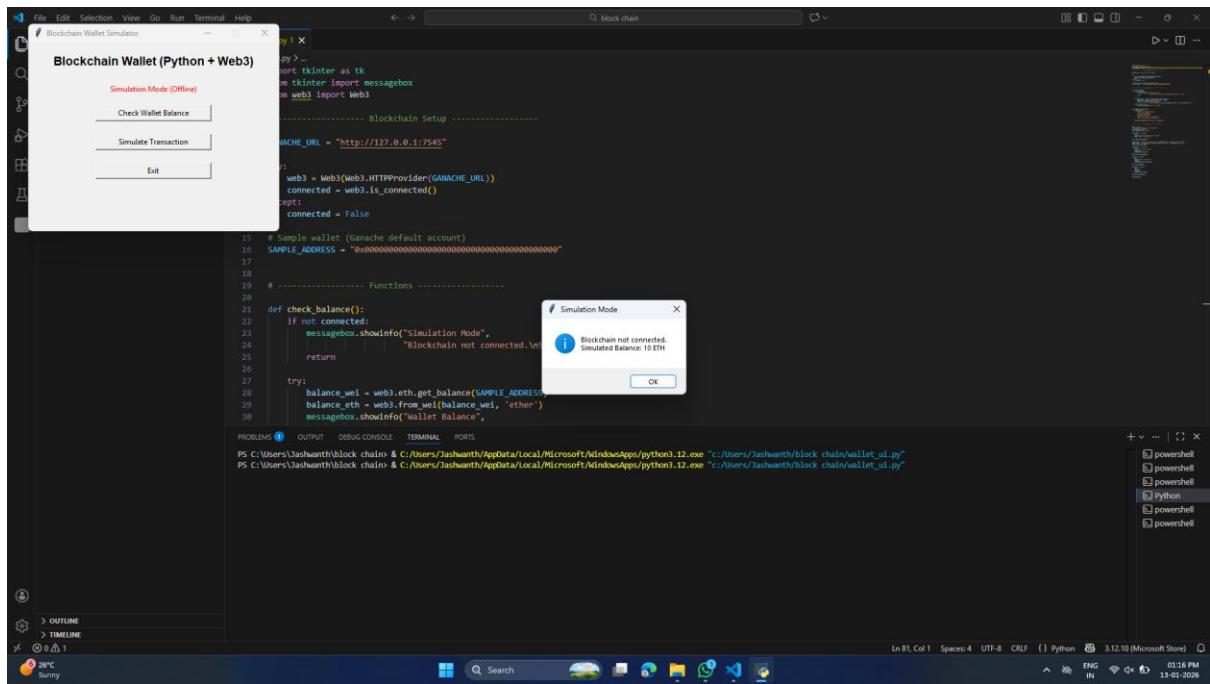 File Edit Selection View Go Run Terminal Help
block chain
Blockchain Wallet Simulator
Blockchain Wallet (Python + Web3)
Simulation Mode (Offline)
Check Wallet Balance
Simulate Transaction
Exit
py 1
.py > ...
ort tkinter as tk
om tkinter import messagebox
om web3 import Web3
----------------- Blockchain Setup -----------------
NACHE_URL = "http://127.0.0.1:7545"
y:
web3 = Web3(Web3.HTTPProvider(GANACHE_URL))
connected = web3.is_connected()
cept:
connected = False
15 # Sample wallet (Ganache default account)
16 SAMPLE_ADDRESS = "0x0000000000000000000000000000000000000000"
17
18
19 # ----------------- Functions -----------------
20
21 def check_balance():
22 if not connected:
23 messagebox.showinfo("Simulation Mode",
24 "Blockchain not connected.\nS
25 return
26
27 try:
28 balance_wei = web3.eth.get_balance(SAMPLE_ADDRESS)
29 balance_eth = web3.from_wei(balance_wei, 'ether')
30 messagebox.showinfo("Wallet Balance",
Simulation Mode
Blockchain not connected.
Simulated Balance: 10 ETH
OK
PROBLEMS 1 OUTPUT DEBUG CONSOLE TERMINAL PORTS
PS C:\Users\Jashwanth\block chain> & C:/Users/Jashwanth/AppData/Local/Microsoft/WindowsApps/python3.12.exe "c:/Users/Jashwanth/block chain/wallet_ui.py"
PS C:\Users\Jashwanth\block chain> & C:/Users/Jashwanth/AppData/Local/Microsoft/WindowsApps/python3.12.exe "c:/Users/Jashwanth/block chain/wallet_ui.py"
powershell
powershell
powershell
Python
powershell
powershell
> OUTLINE
> TIMELINE
0 1
Ln 81, Col 1 Spaces: 4 UTF-8 CRLF { } Python 3.12.10 (Microsoft Store)
6
26°C
Sunny
Search
ENG
IN
01:16 PM
13-01-2026